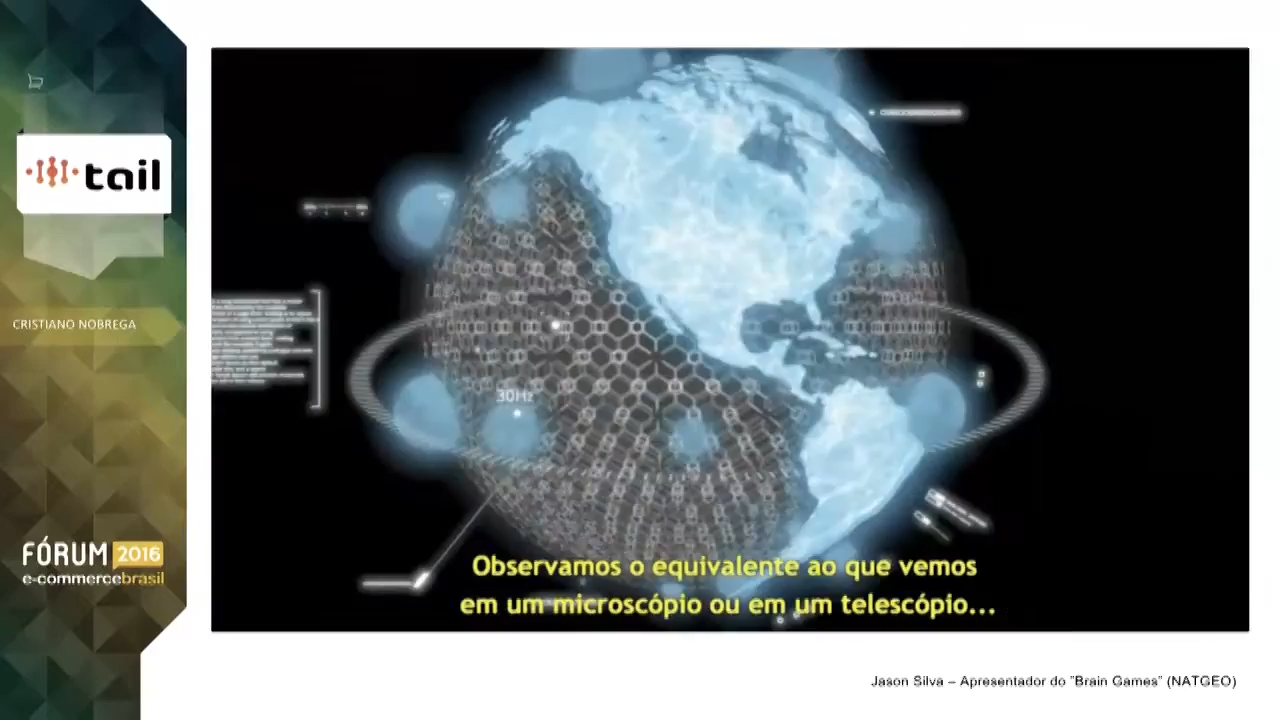 tail
CRISTIANO NOBREGA
FÓRUM 2016
e-commercebrasil
30Hz
Observamos o equivalente ao que vemos
em um microscópio ou em um telescópio...
Jason Silva – Apresentador do "Brain Games" (NATGEO)